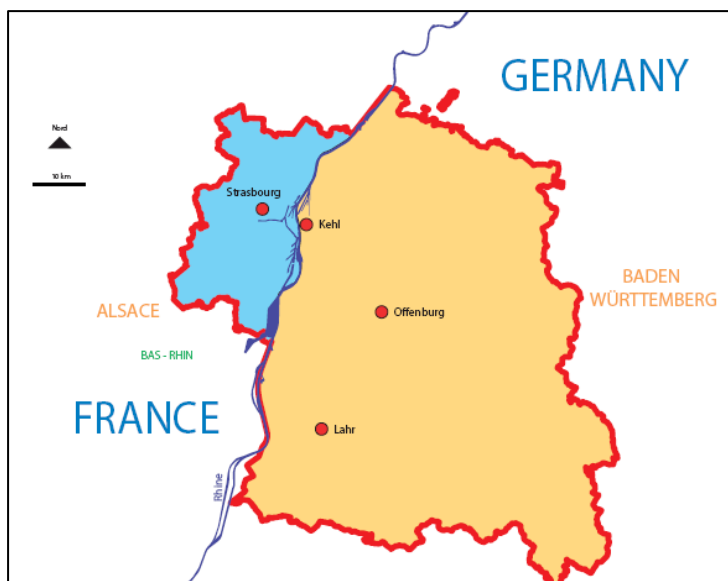 GERMANY
Nord
10 km
Strasbourg
Kehl
BADEN
WÜRTTEMBERG
ALSACE
Offenburg
BAS - RHIN
FRANCE
Lahr
Rhine